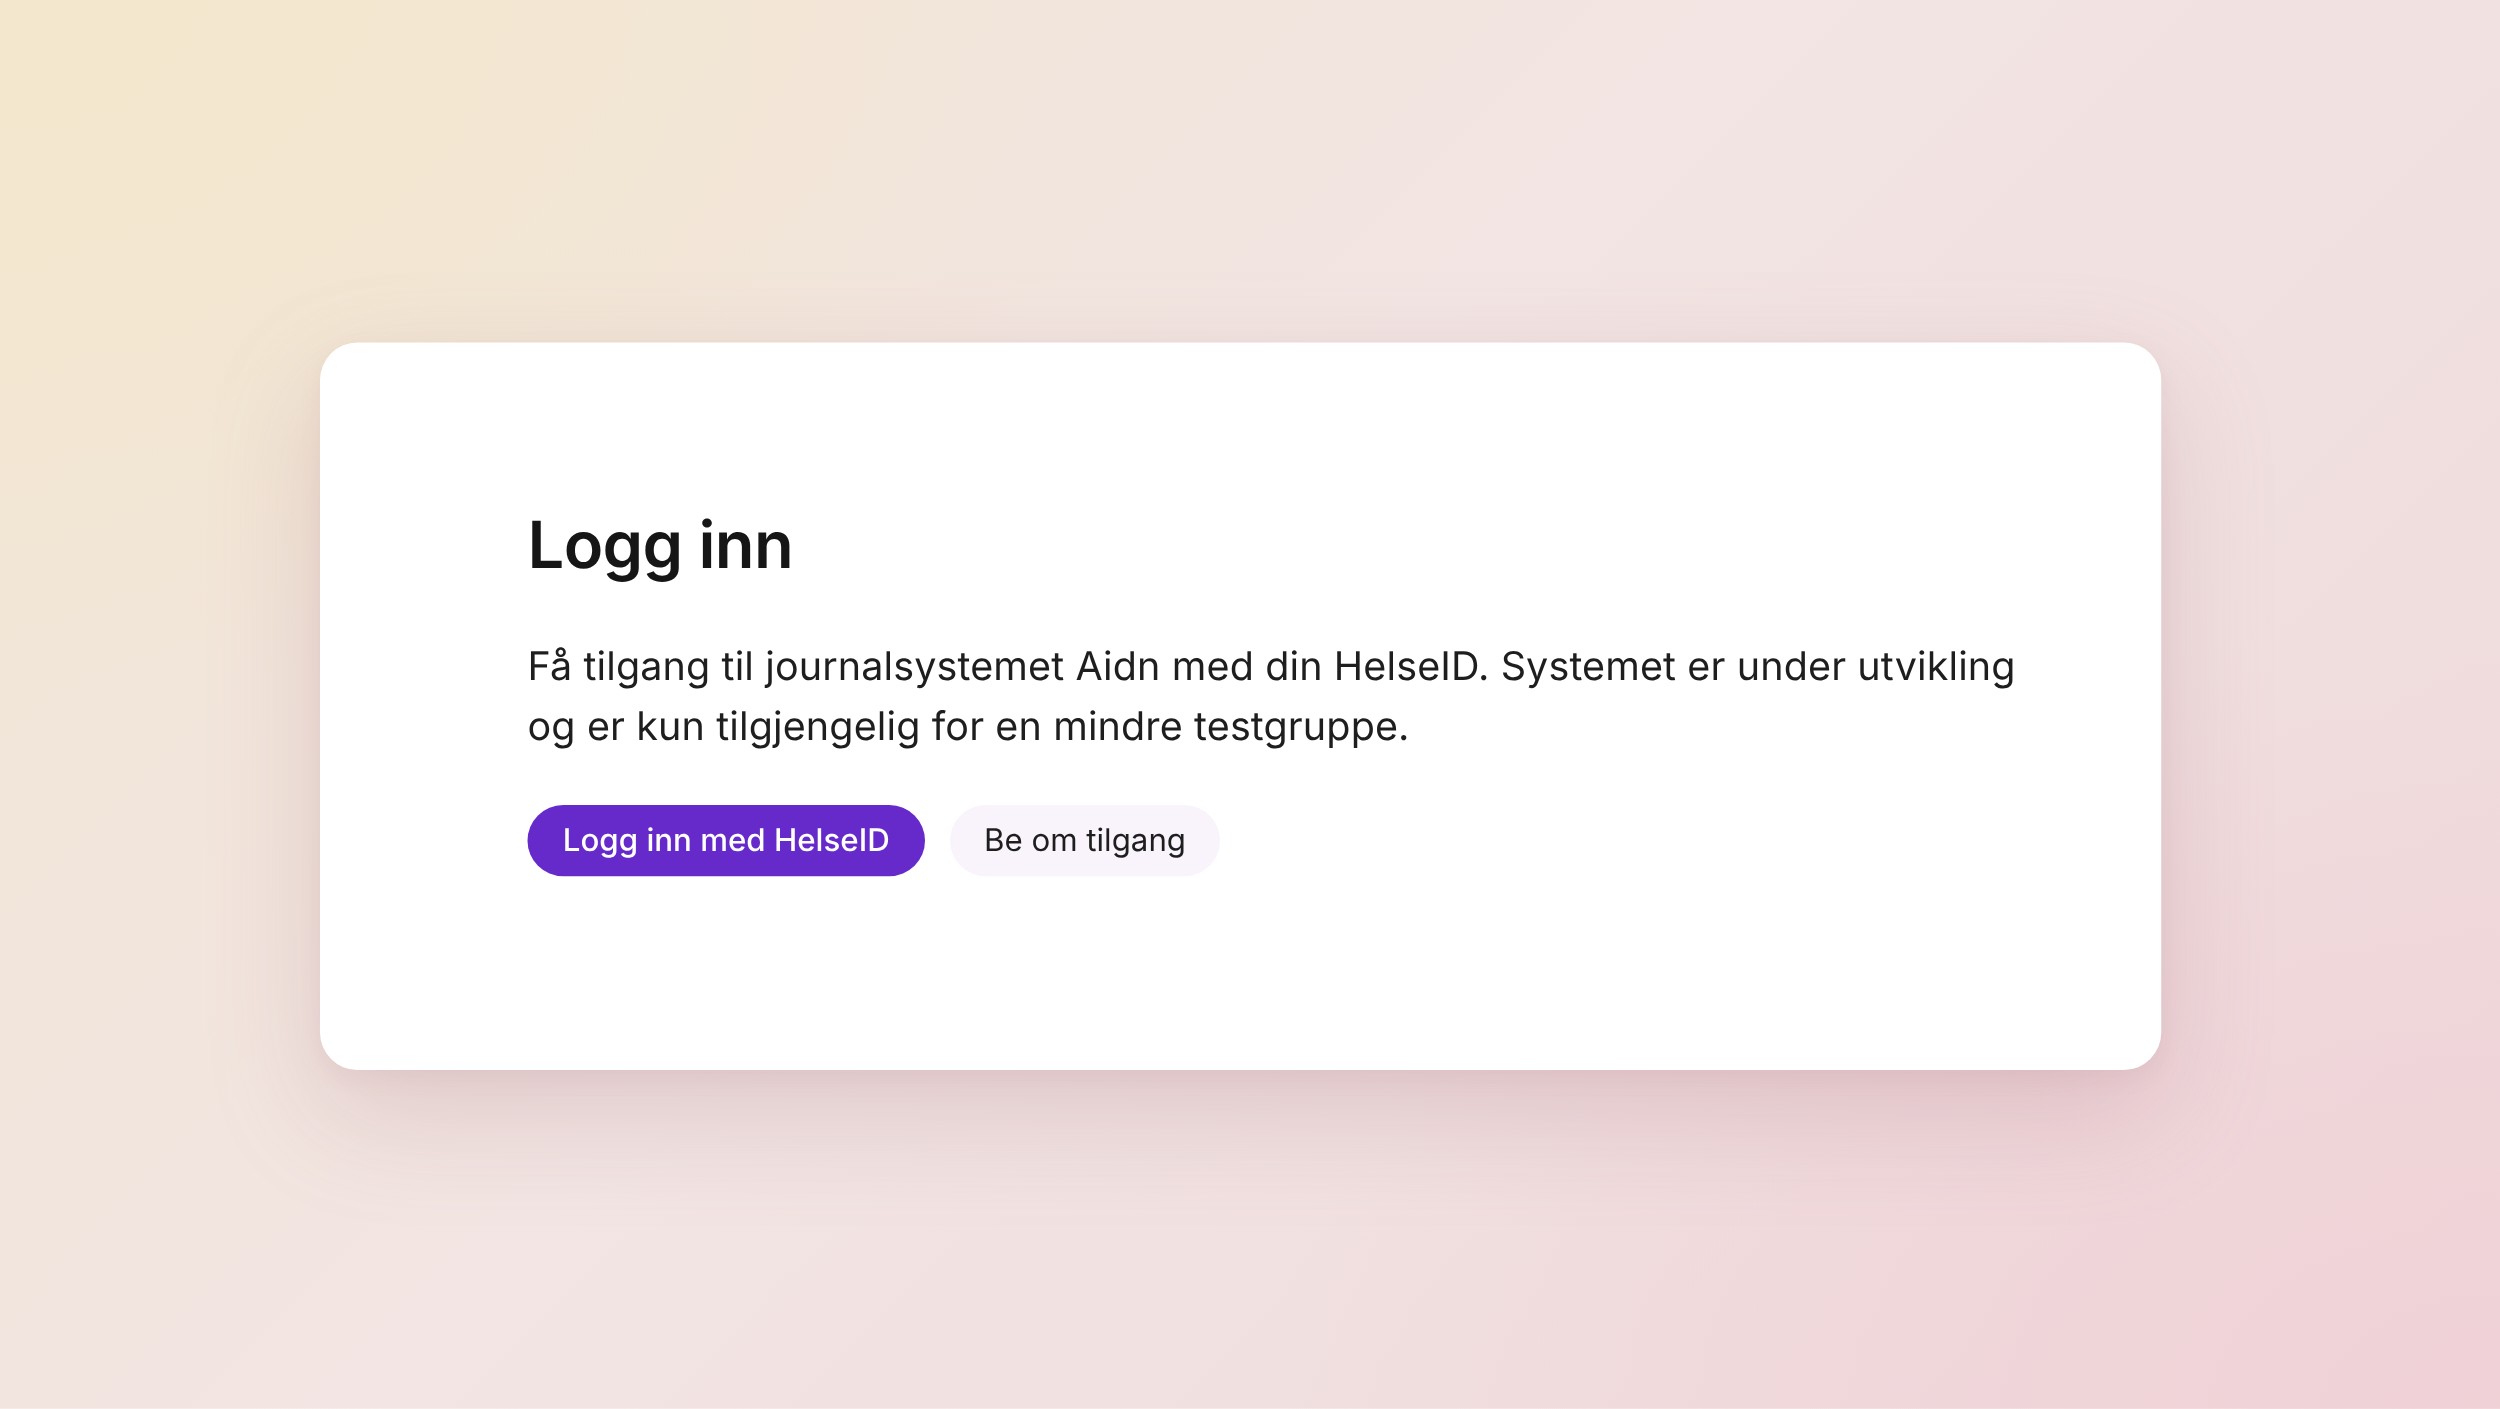 Logg inn
Få tilgang til journalsystemet Aidn med din HelseID. Systemet er under utvikling
og er kun tilgjengelig for en mindre testgruppe.
Logg inn med HelseID
Be om tilgang